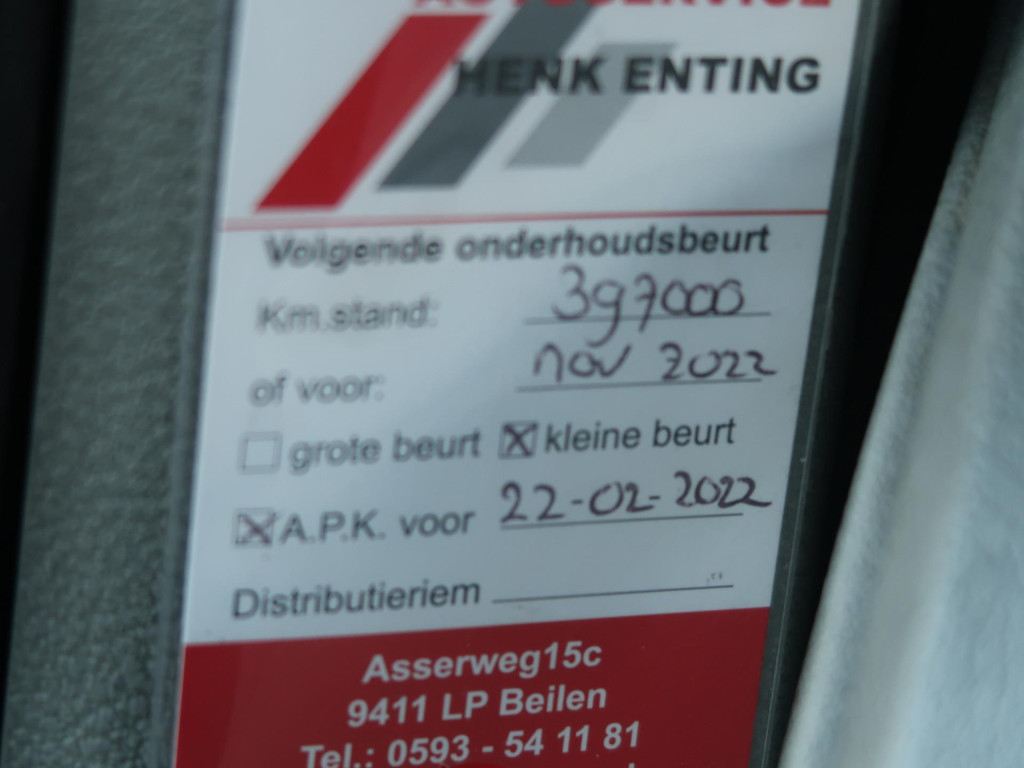 AUTOSERVICE
HENK ENTING
Volgende onderhoudsbeurt
Km.stand: 397000
of voor: nov 2022
grote beurt kleine beurt
A.P.K. voor 22-02-2022
Distributieriem
Asserweg15c
9411 LP Beilen
Tel.: 0593 - 54 11 81